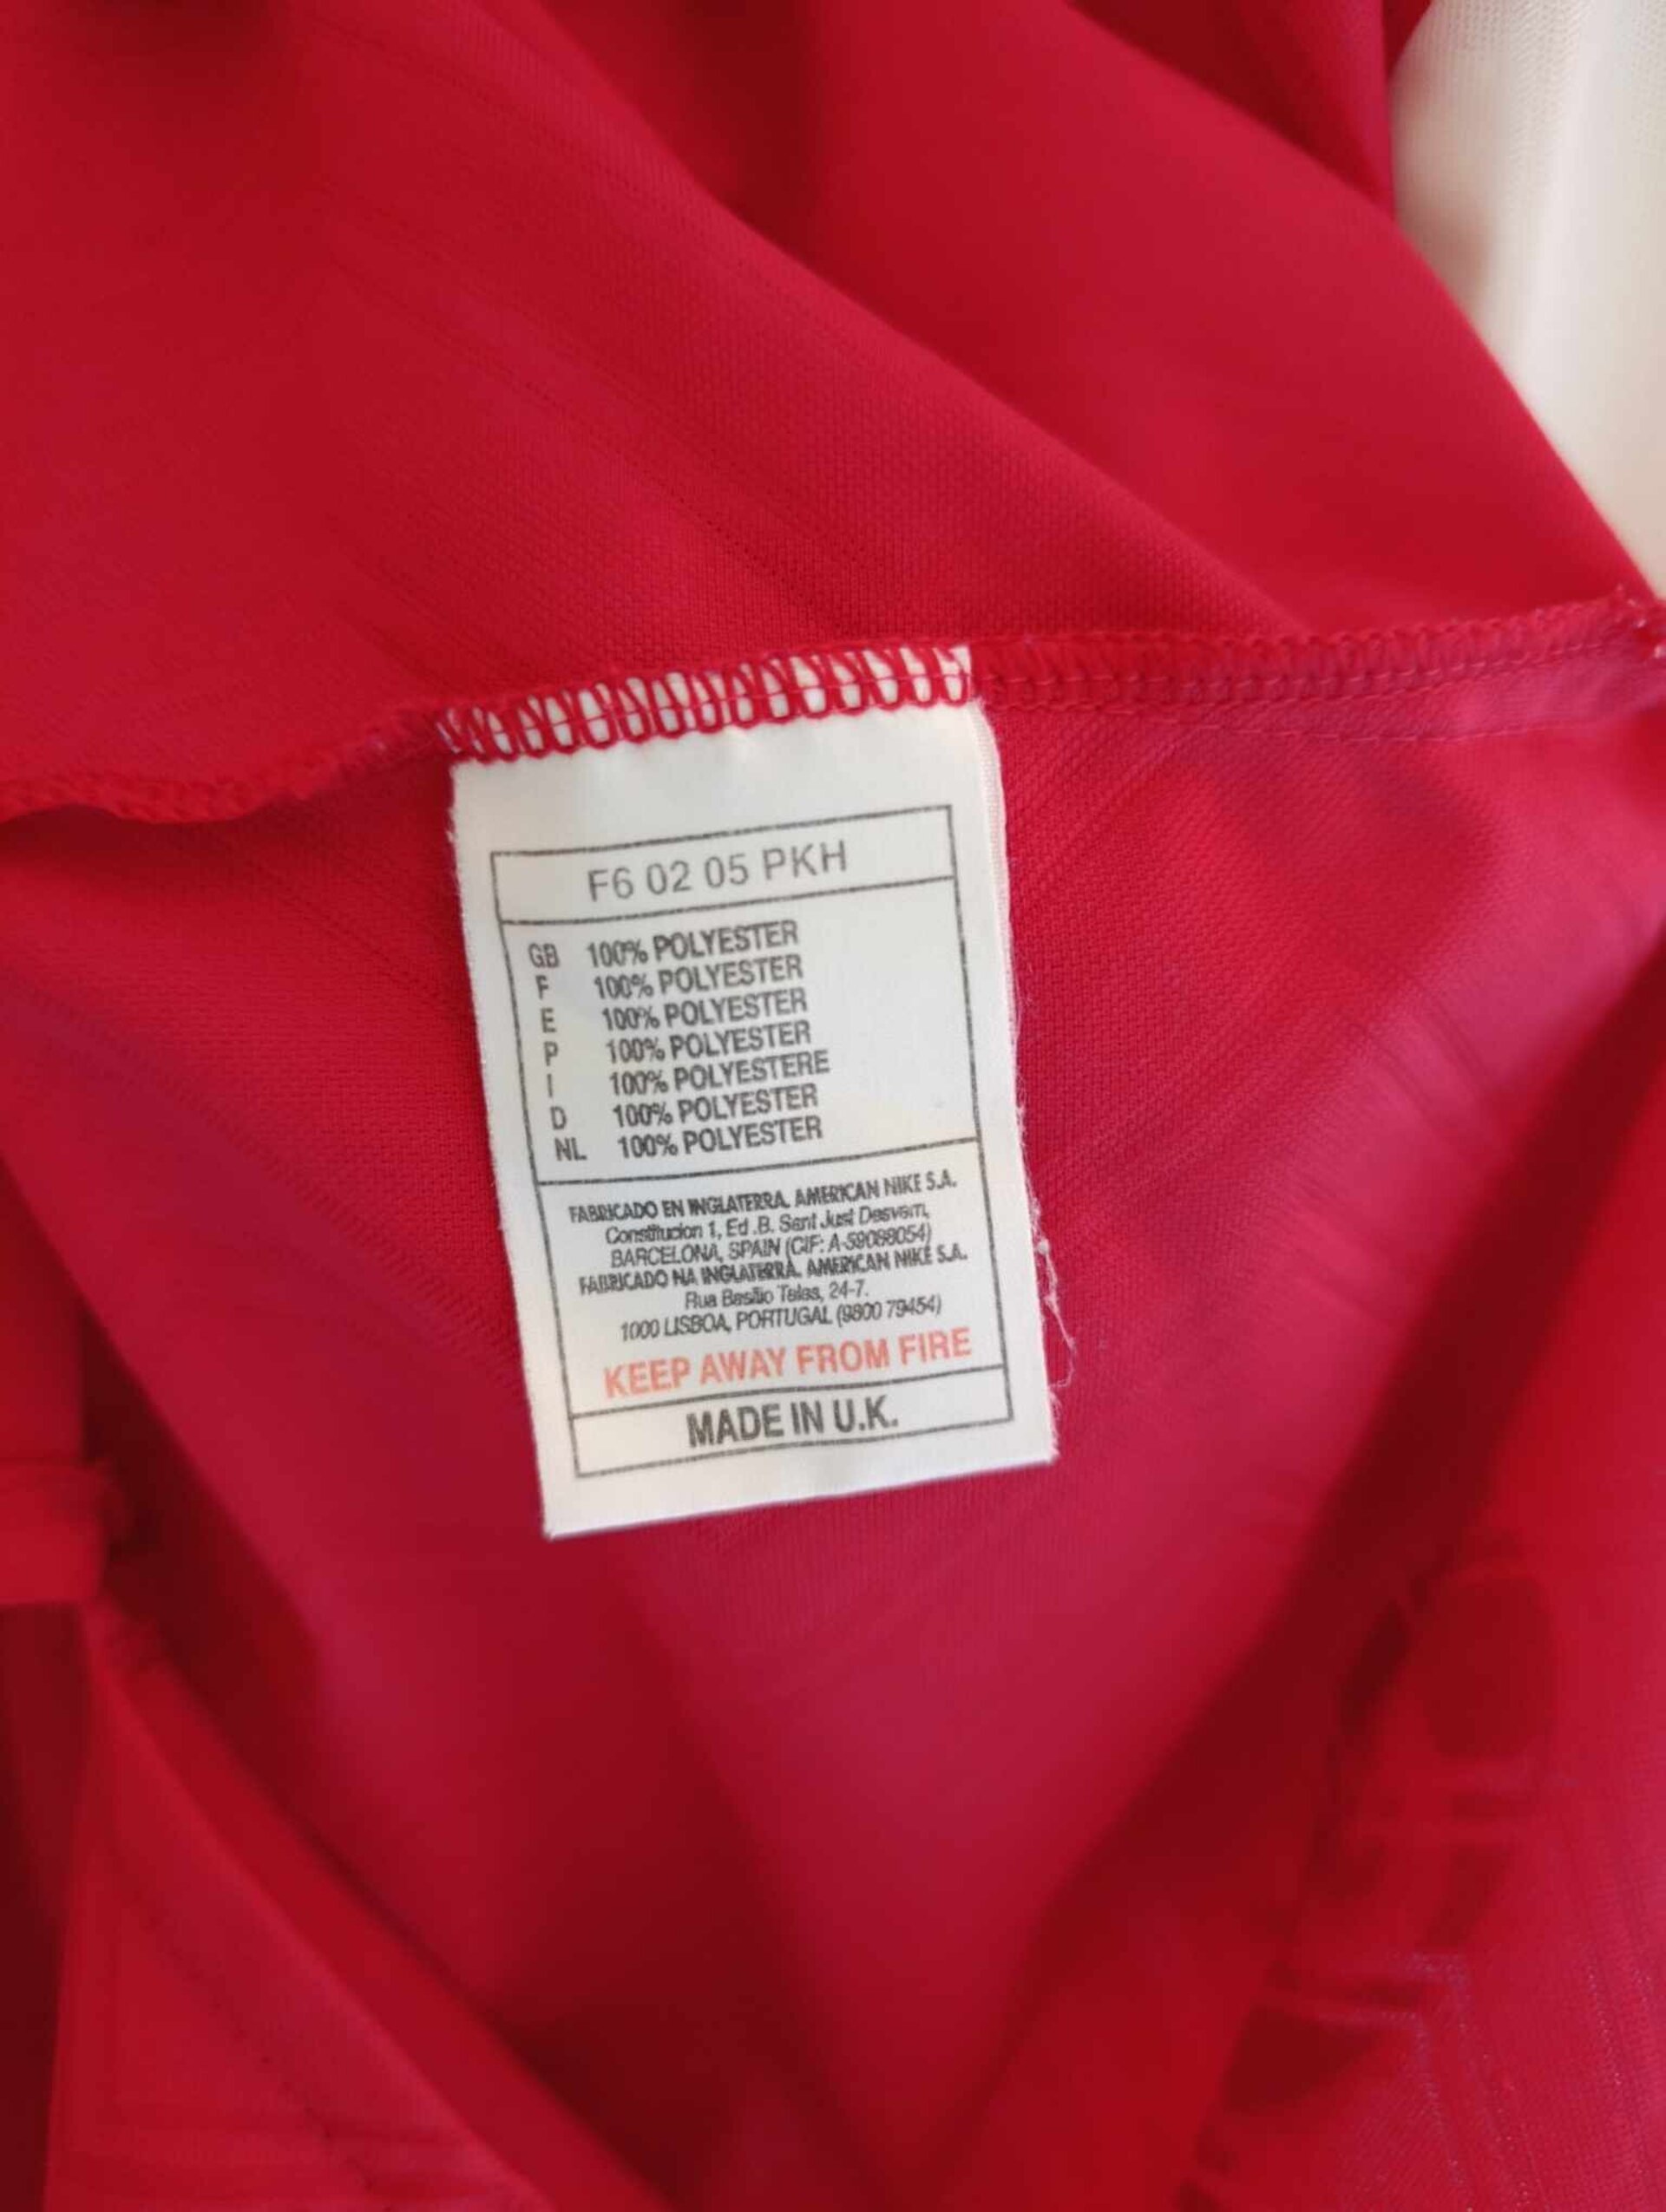 F6 02 05 PKH
GB 100% POLYESTER
F 100% POLYESTER
E 100% POLYESTER
P 100% POLYESTER
I 100% POLYESTERE
D 100% POLYESTER
NL 100% POLYESTER
FABRICADO EN INGLATERRA. AMERICAN NIKE S.A.
Constitucion 1, Ed .B. Sant Just Desvern,
BARCELONA, SPAIN (CIF: A-59088054)
FABRICADO NA INGLATERRA. AMERICAN NIKE S.A.
Rua Basilio Teles, 24-7.
1000 LISBOA, PORTUGAL (9800 79454)
KEEP AWAY FROM FIRE
MADE IN U.K.